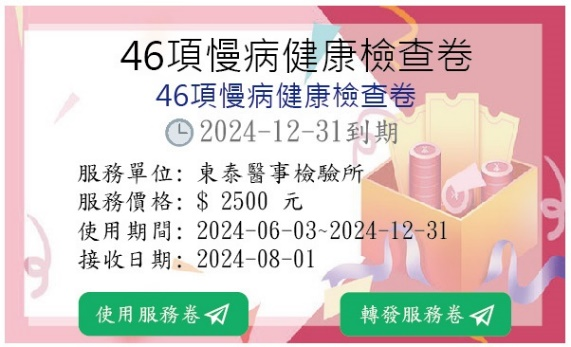 46項慢病健康檢查卷
46項慢病健康檢查卷
2024-12-31到期
服務單位: 東泰醫事檢驗所
服務價格: $ 2500 元
使用期間: 2024-06-03~2024-12-31
接收日期: 2024-08-01
使用服務卷
轉發服務卷